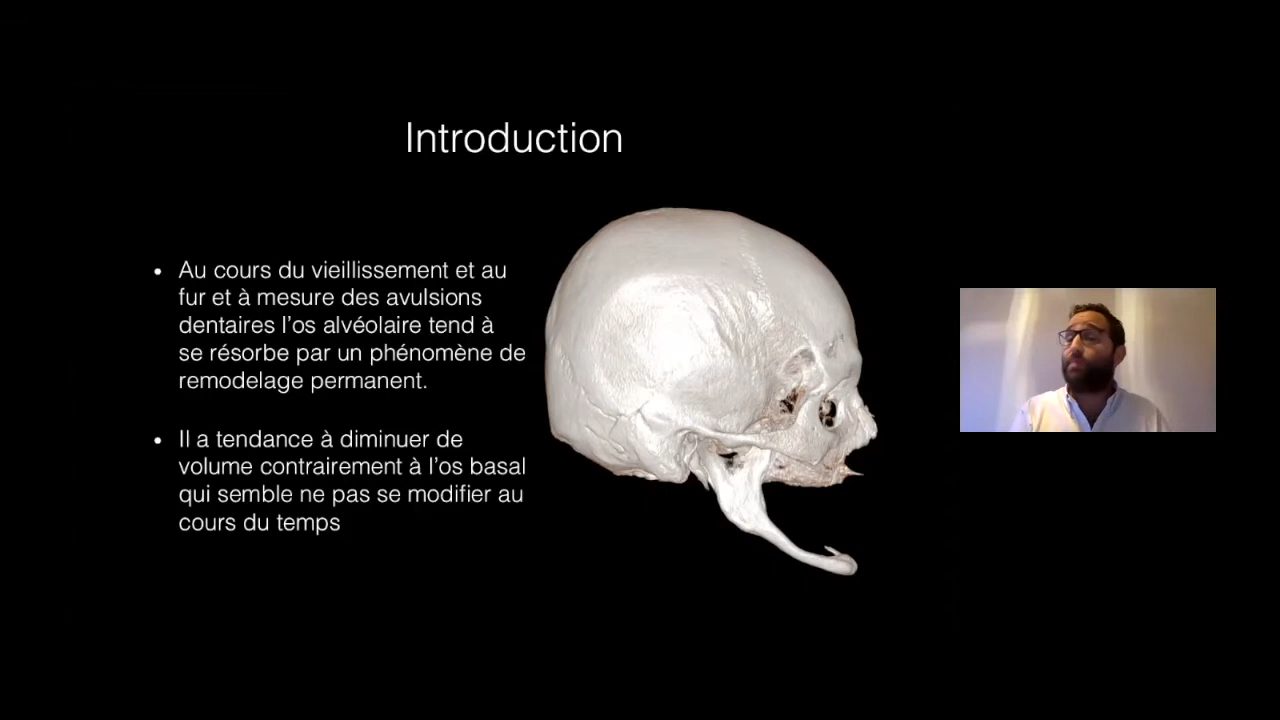 Introduction
• Au cours du vieillissement et au
fur et à mesure des avulsions
dentaires l'os alvéolaire tend à
se résorbe par un phénomène de
remodelage permanent.
• Il a tendance à diminuer de
volume contrairement à l'os basal
qui semble ne pas se modifier au
cours du temps